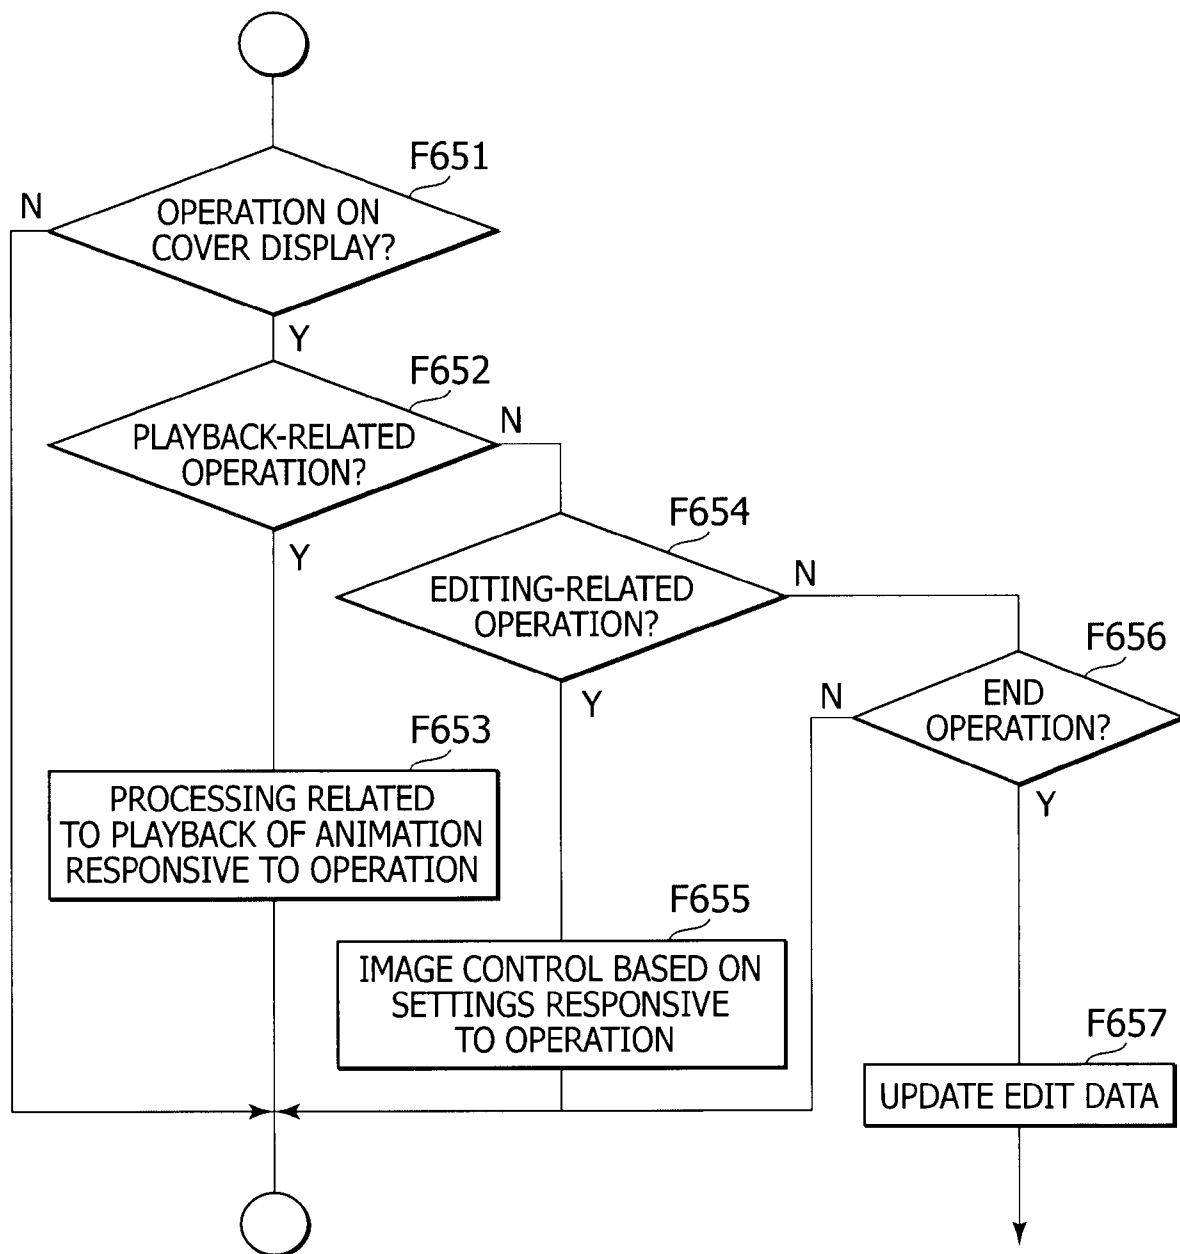 F651
N
OPERATION ON
COVER DISPLAY?
Y
F652
N
PLAYBACK-RELATED
OPERATION?
Y
F654
N
EDITING-RELATED
OPERATION?
Y
F656
N
END
OPERATION?
Y
F653
PROCESSING RELATED
TO PLAYBACK OF ANIMATION
RESPONSIVE TO OPERATION
F655
IMAGE CONTROL BASED ON
SETTINGS RESPONSIVE
TO OPERATION
F657
UPDATE EDIT DATA